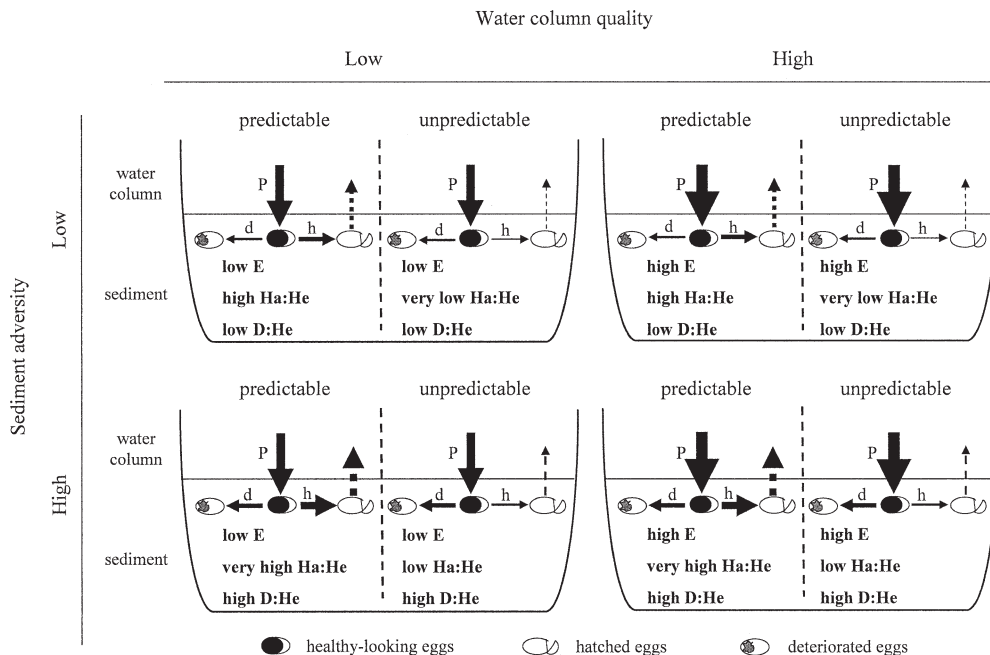 Water column quality
Low High
predictable unpredictable predictable unpredictable
water column
P P P P
Low
d h d h d h d h
sediment
low E low E high E high E
high Ha:He very low Ha:He high Ha:He very low Ha:He
low D:He low D:He low D:He low D:He
Sediment adversity
predictable unpredictable predictable unpredictable
water column
P P P P
High
d h d h d h d h
sediment
low E low E high E high E
very high Ha:He low Ha:He very high Ha:He low Ha:He
high D:He high D:He high D:He high D:He
healthy-looking eggs hatched eggs deteriorated eggs